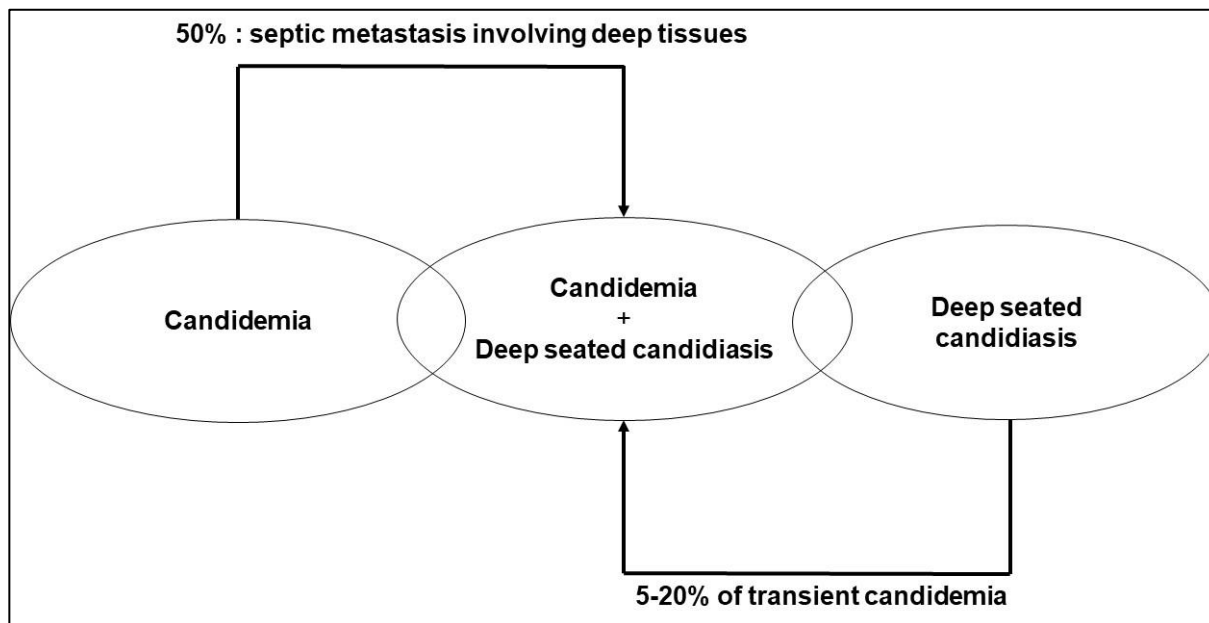 50% : septic metastasis involving deep tissues
Candidemia
Candidemia
+
Deep seated candidiasis
Deep seated
candidiasis
5-20% of transient candidemia